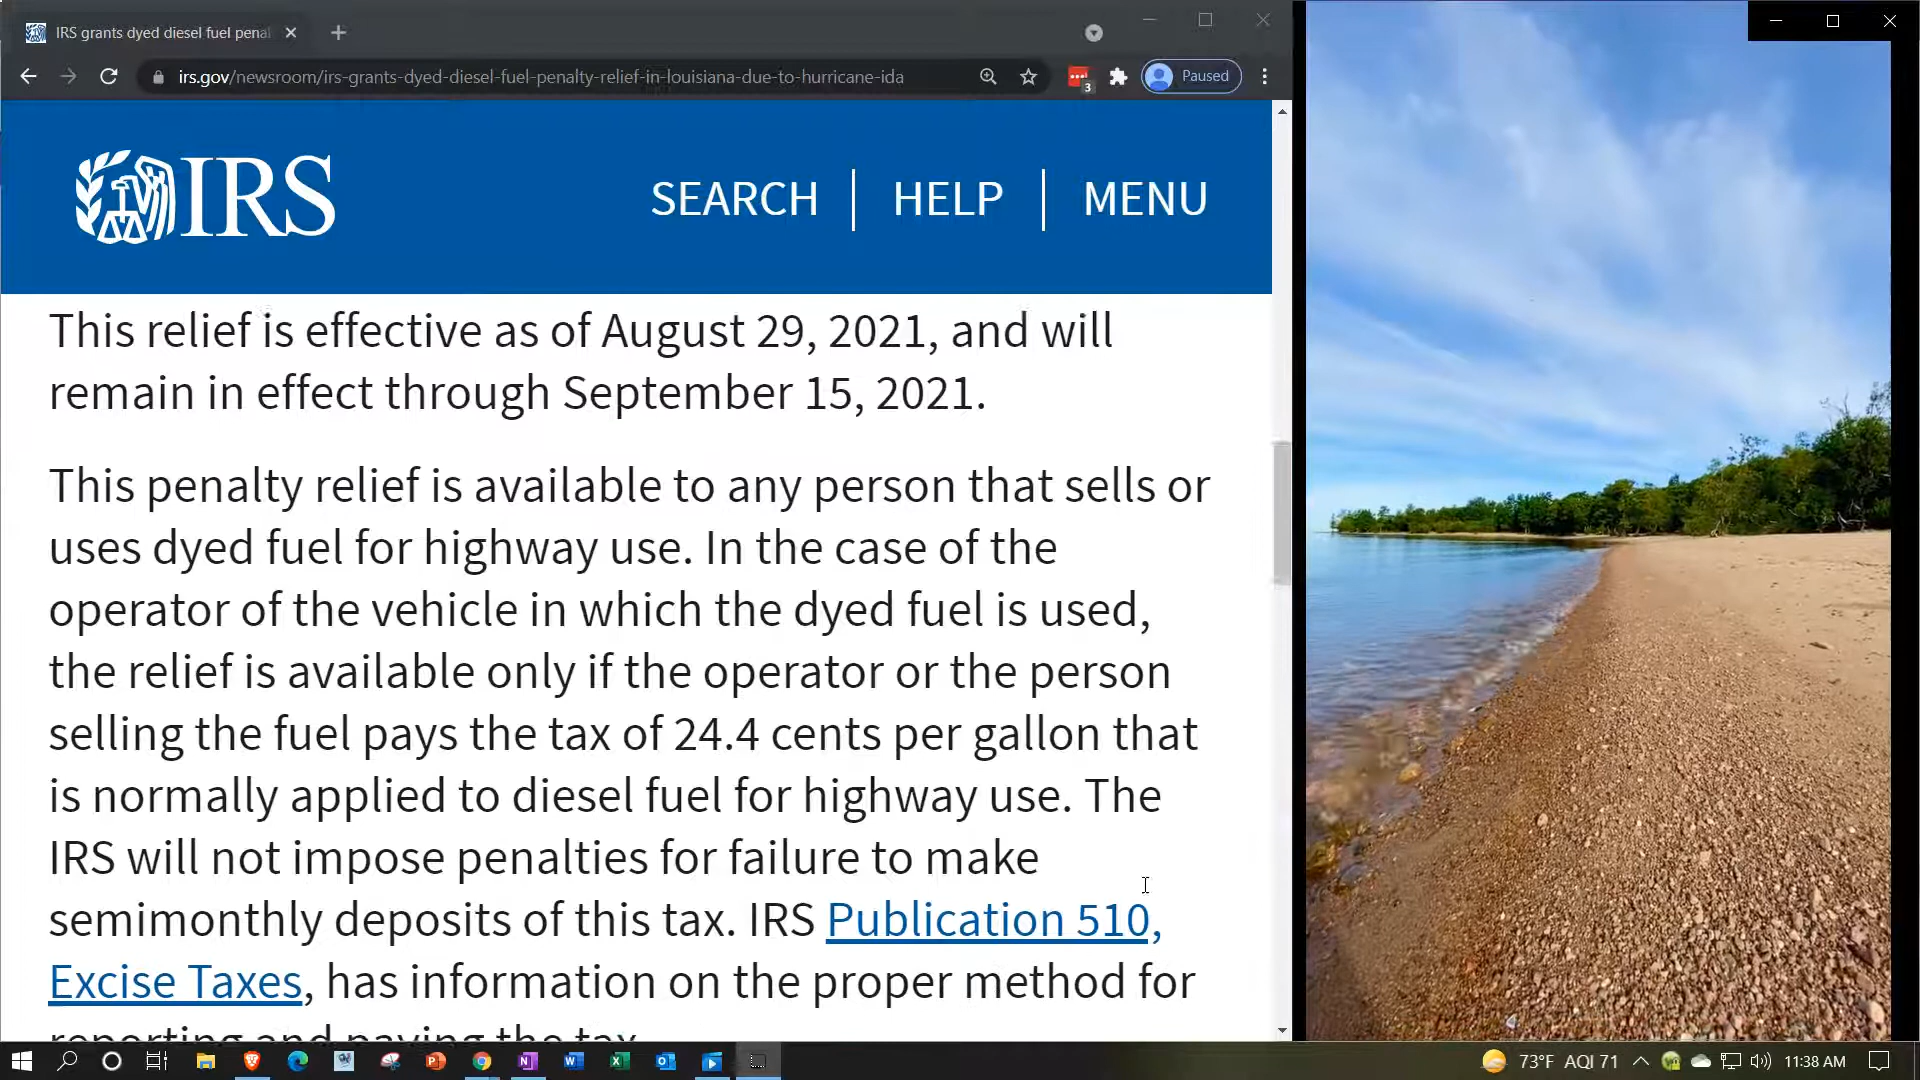 IRS grants dyed diesel fuel penal
irs.gov/newsroom/irs-grants-dyed-diesel-fuel-penalty-relief-in-louisiana-due-to-hurricane-ida
3
Paused
IRS
SEARCH
HELP
MENU
This relief is effective as of August 29, 2021, and will
remain in effect through September 15, 2021.
This penalty relief is available to any person that sells or
uses dyed fuel for highway use. In the case of the
operator of the vehicle in which the dyed fuel is used,
the relief is available only if the operator or the person
selling the fuel pays the tax of 24.4 cents per gallon that
is normally applied to diesel fuel for highway use. The
IRS will not impose penalties for failure to make
semimonthly deposits of this tax. IRS Publication 510,
Excise Taxes, has information on the proper method for
reporting and paying the tax.
73°F AQI 71
11:38 AM